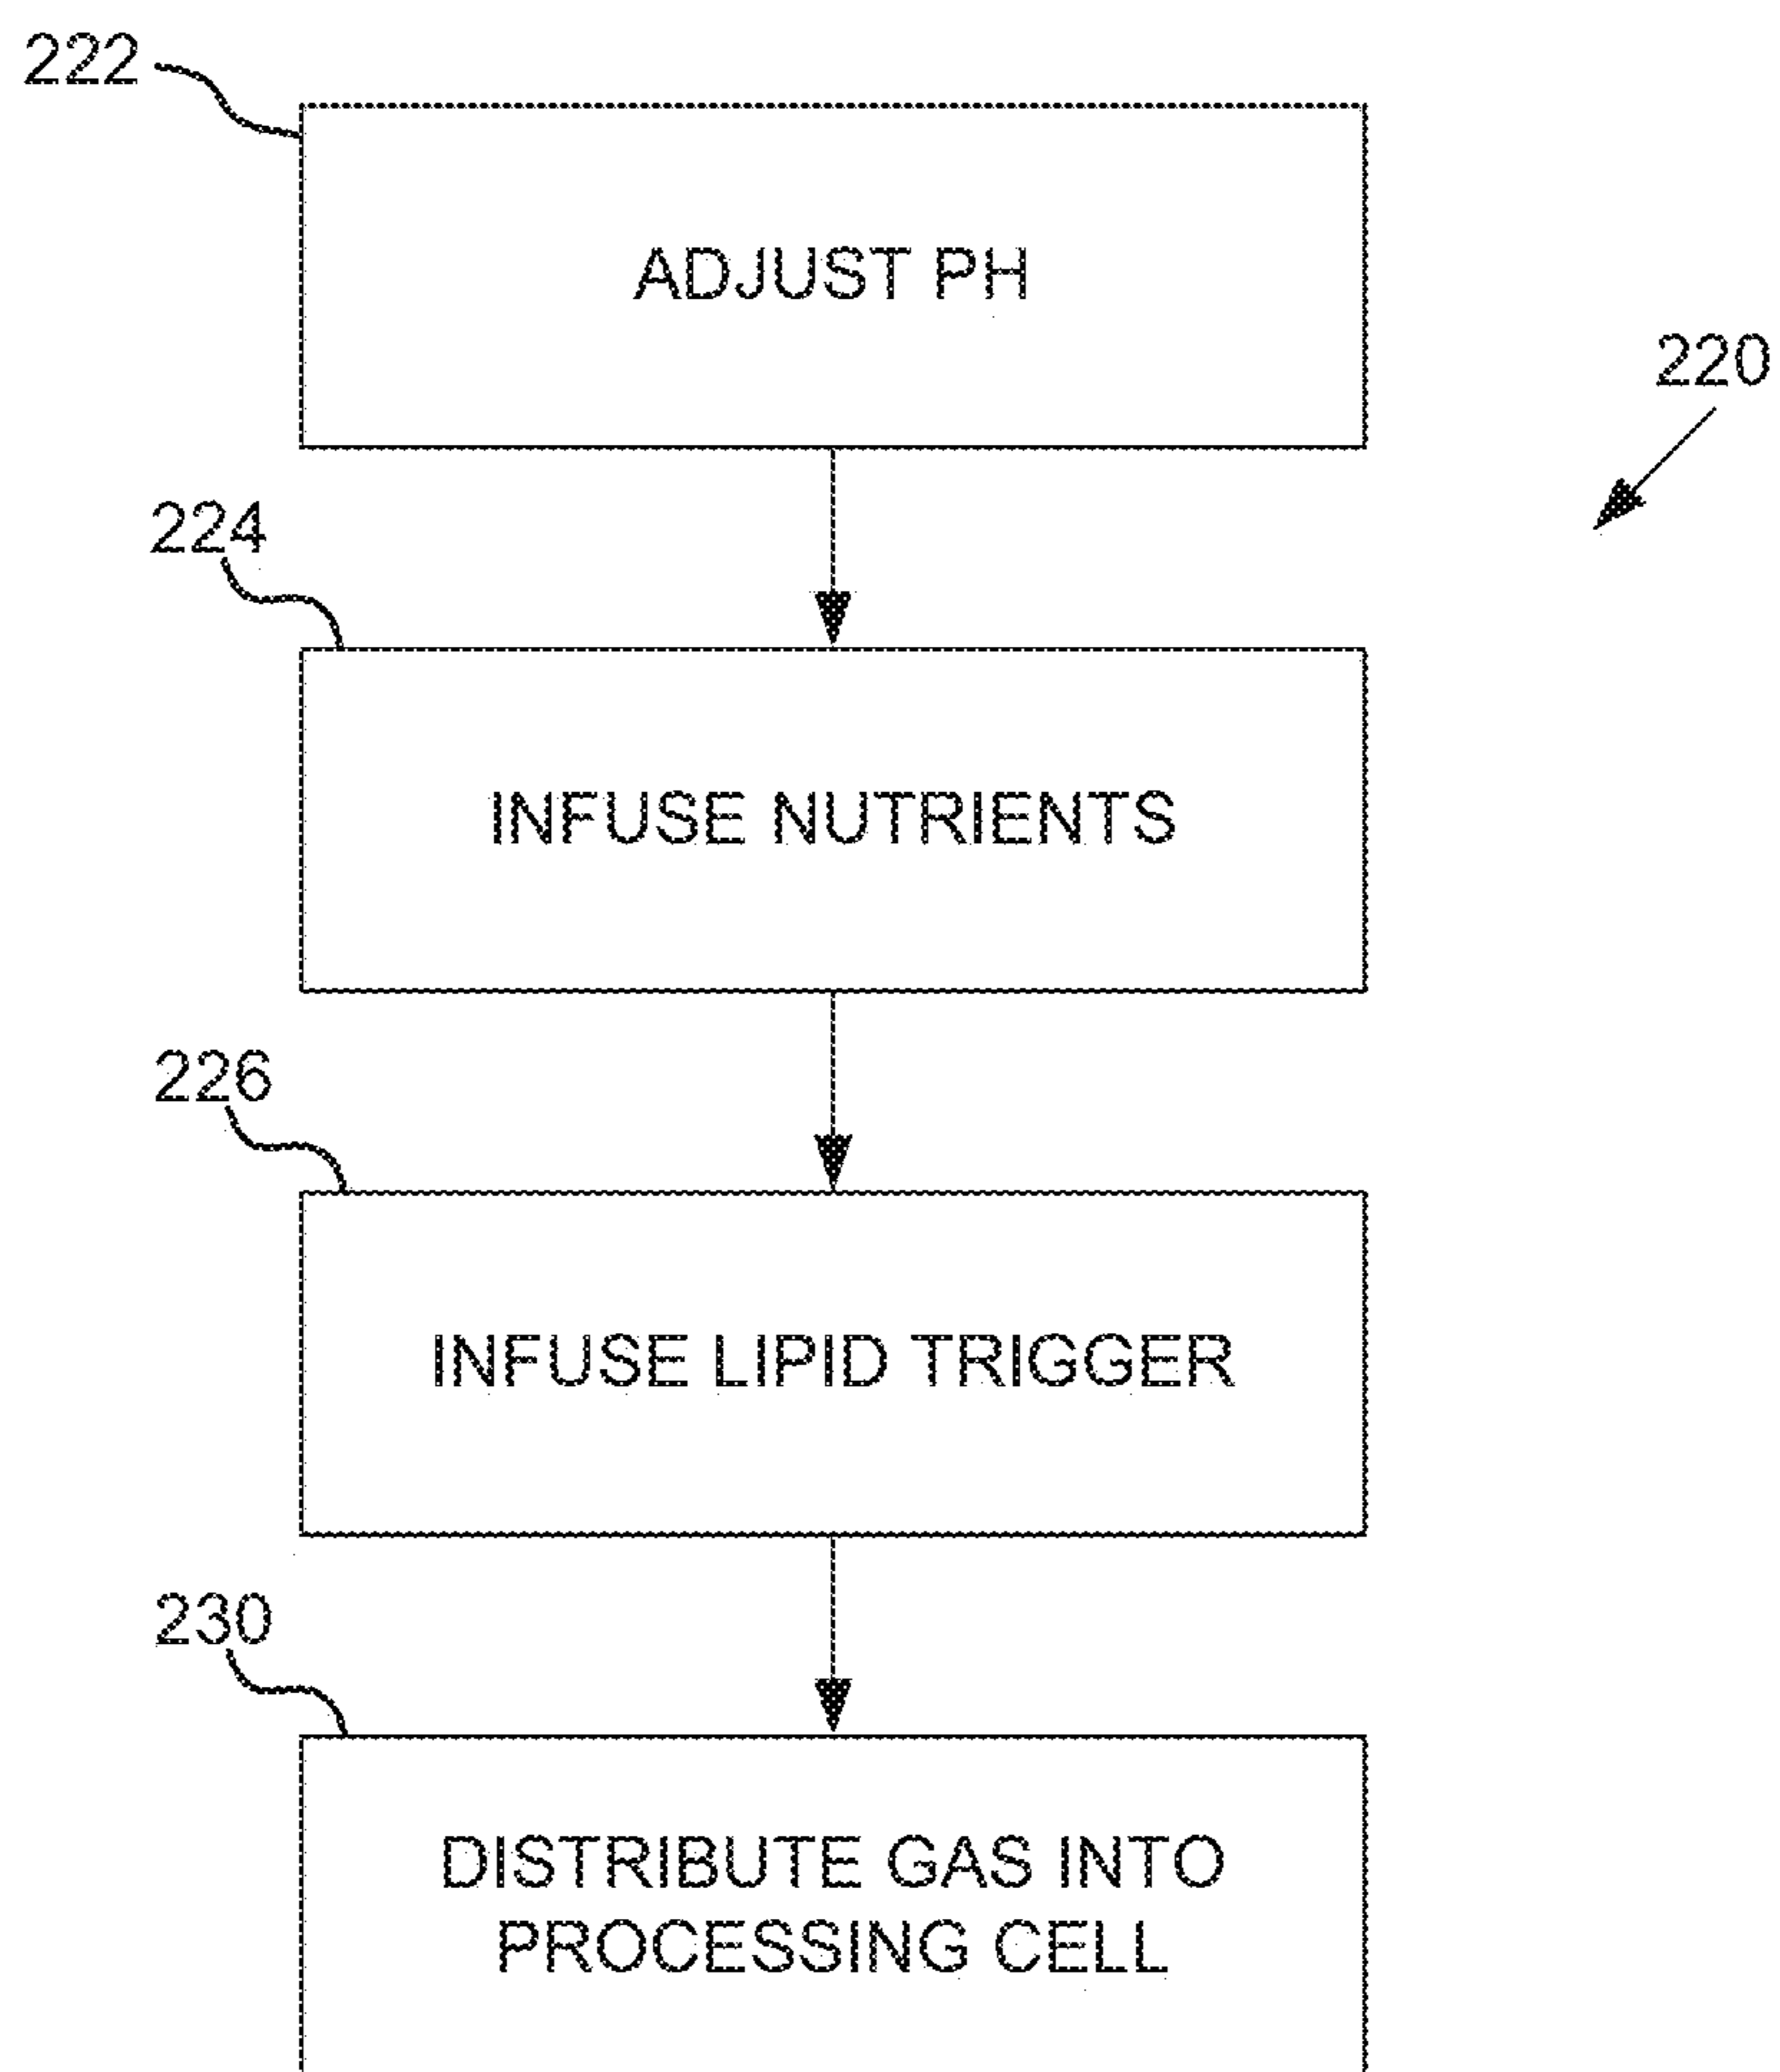 222
ADJUST PH
220
224
INFUSE NUTRIENTS
226
INFUSE LIPID TRIGGER
230
DISTRIBUTE GAS INTO
PROCESSING CELL